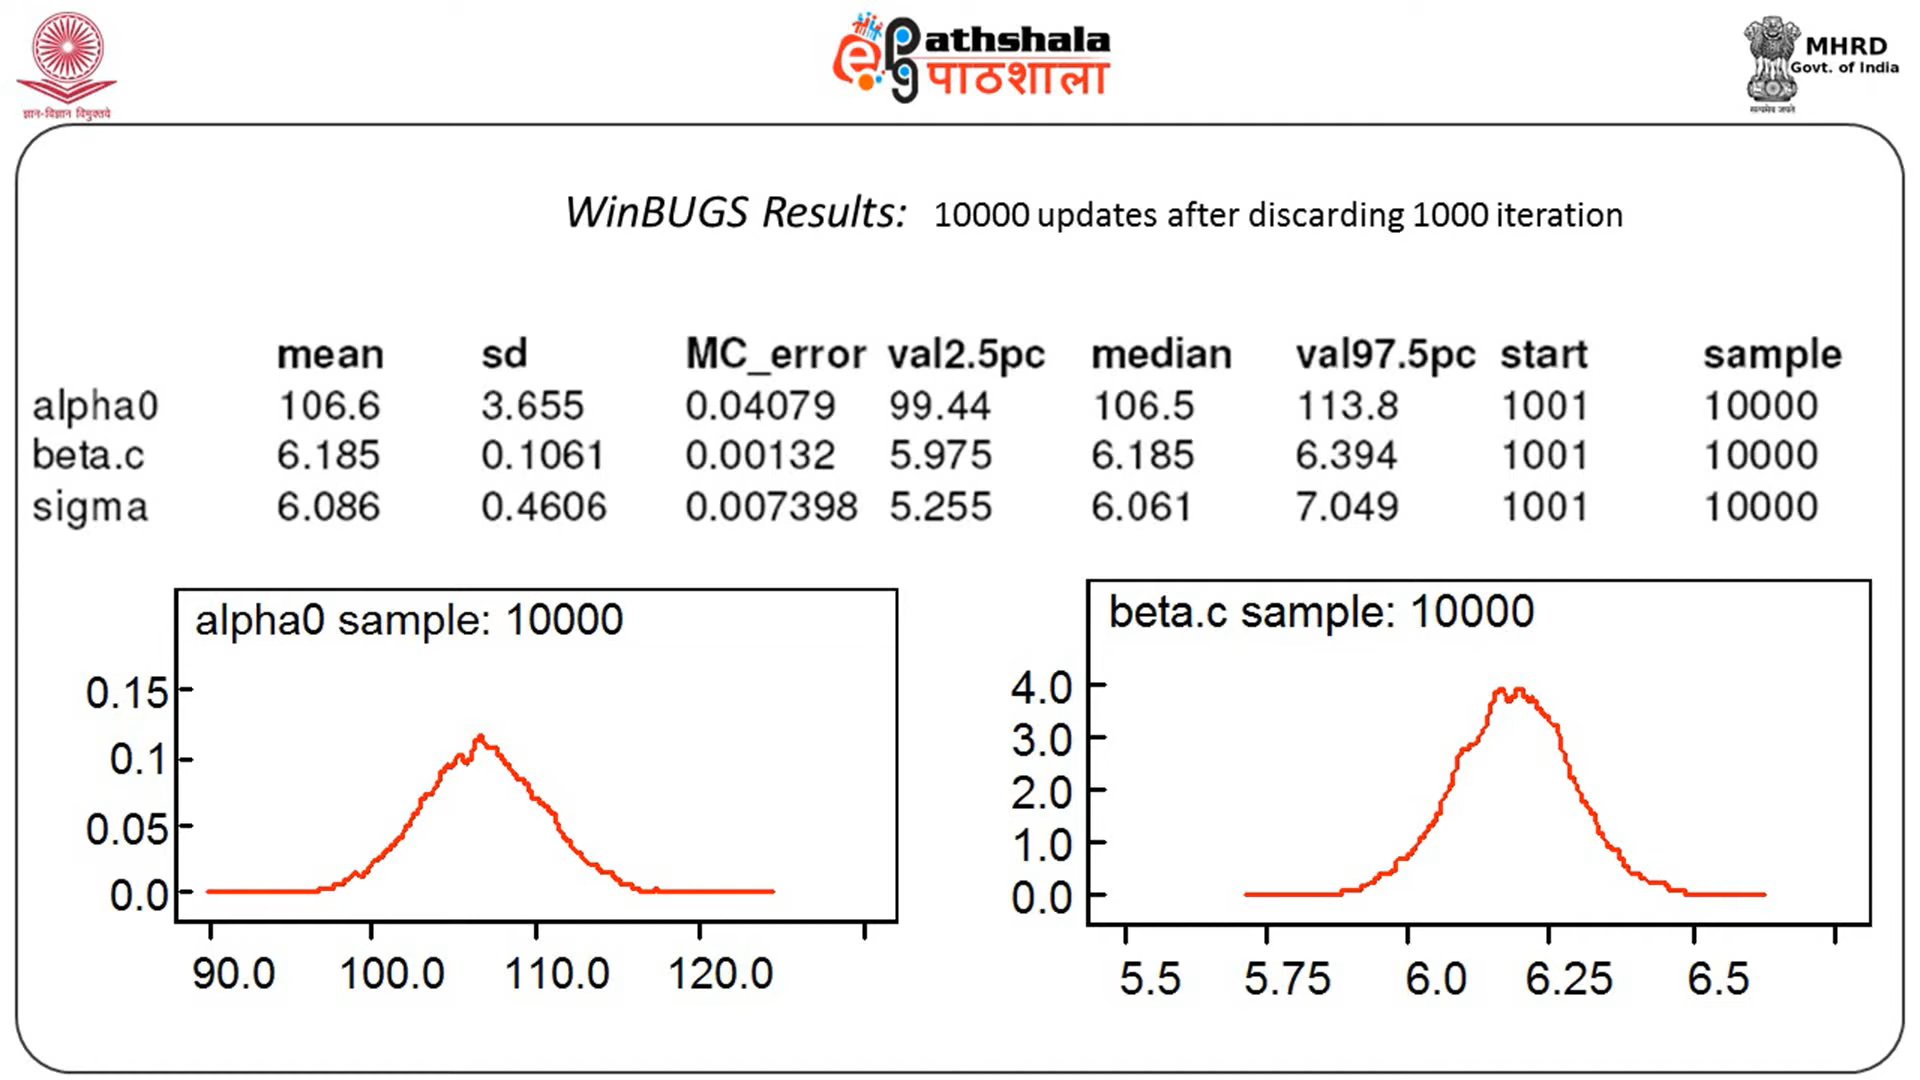 ज्ञान-विज्ञान विमुक्तये
ePathshala
पाठशाला
MHRD
Govt. of India
सत्यमेव जयते
WinBUGS Results: 10000 updates after discarding 1000 iteration
mean sd MC_error val2.5pc median val97.5pc start sample
alpha0 106.6 3.655 0.04079 99.44 106.5 113.8 1001 10000
beta.c 6.185 0.1061 0.00132 5.975 6.185 6.394 1001 10000
sigma 6.086 0.4606 0.007398 5.255 6.061 7.049 1001 10000
alpha0 sample: 10000
0.15
0.1
0.05
0.0
90.0 100.0 110.0 120.0
beta.c sample: 10000
4.0
3.0
2.0
1.0
0.0
5.5 5.75 6.0 6.25 6.5